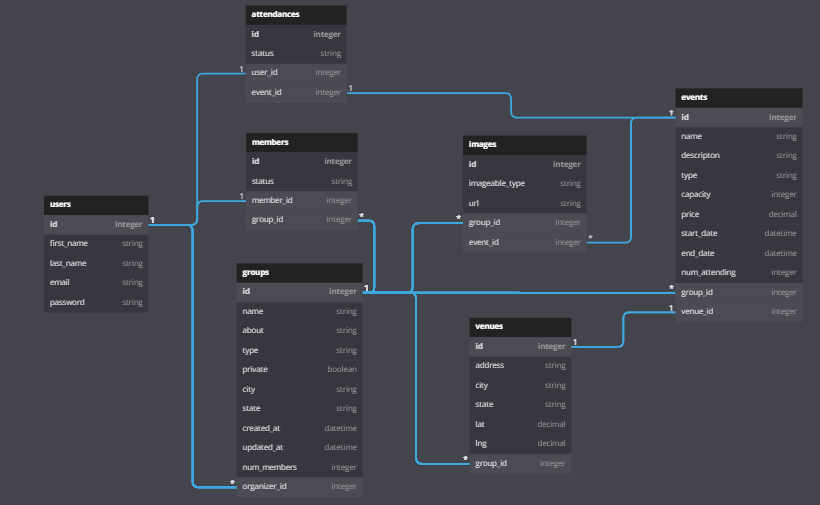 attendances
id integer
status string
1 user_id integer
event_id integer 1
members
id integer
status string
1 member_id integer
group_id integer *
users
id integer 1
first_name string
last_name string
email string
password string
groups
id integer 1
name string
about string
type string
private boolean
city string
state string
created_at datetime
updated_at datetime
num_members integer
* organizer_id integer
images
id integer
imageable_type string
url string
* group_id integer
event_id integer *
venues
id integer 1
address string
city string
state string
lat decimal
lng decimal
* group_id integer
events
1 id integer
name string
descripton string
type string
capacity integer
price decimal
start_date datetime
end_date datetime
num_attending integer
* group_id integer
1 venue_id integer